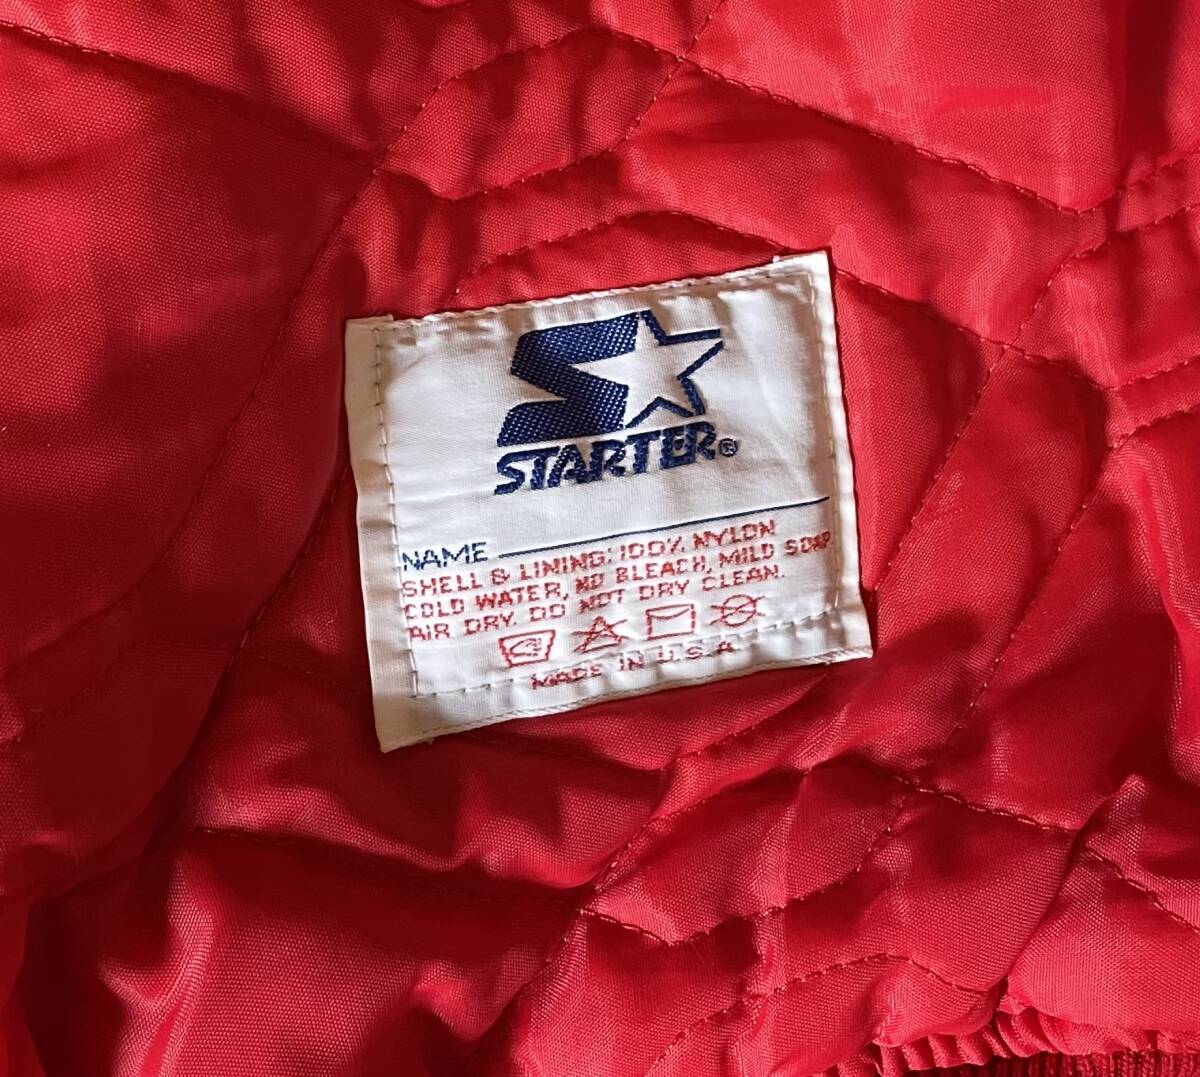 STARTER®
NAME
SHELL & LINING: 100% NYLON
COLD WATER, NO BLEACH, MILD SOAP
AIR DRY. DO NOT DRY CLEAN.
MADE IN U.S.A.